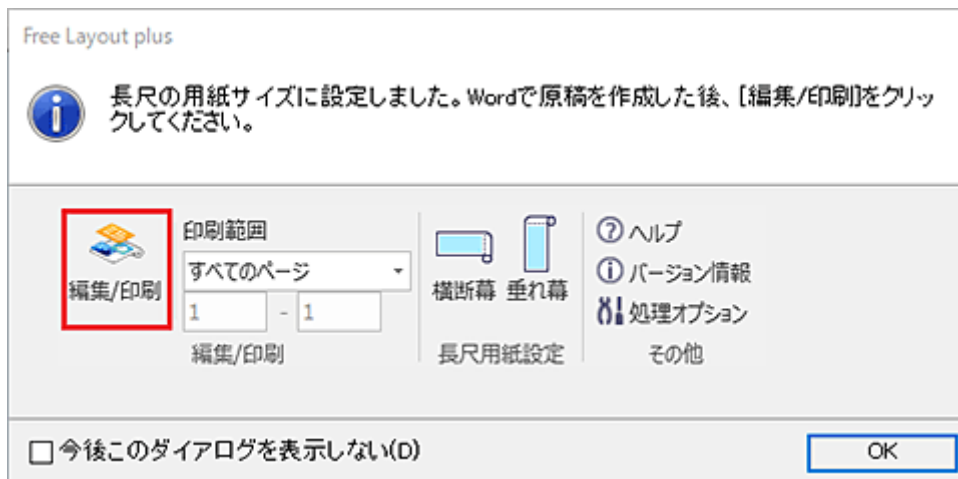 Free Layout plus
長尺の用紙サイズに設定しました。Wordで原稿を作成した後、[編集/印刷]をクリッ
クしてください。
編集/印刷
印刷範囲
すべてのページ
1 - 1
編集/印刷
横断幕 垂れ幕
長尺用紙設定
ヘルプ
バージョン情報
処理オプション
その他
今後このダイアログを表示しない(D)
OK